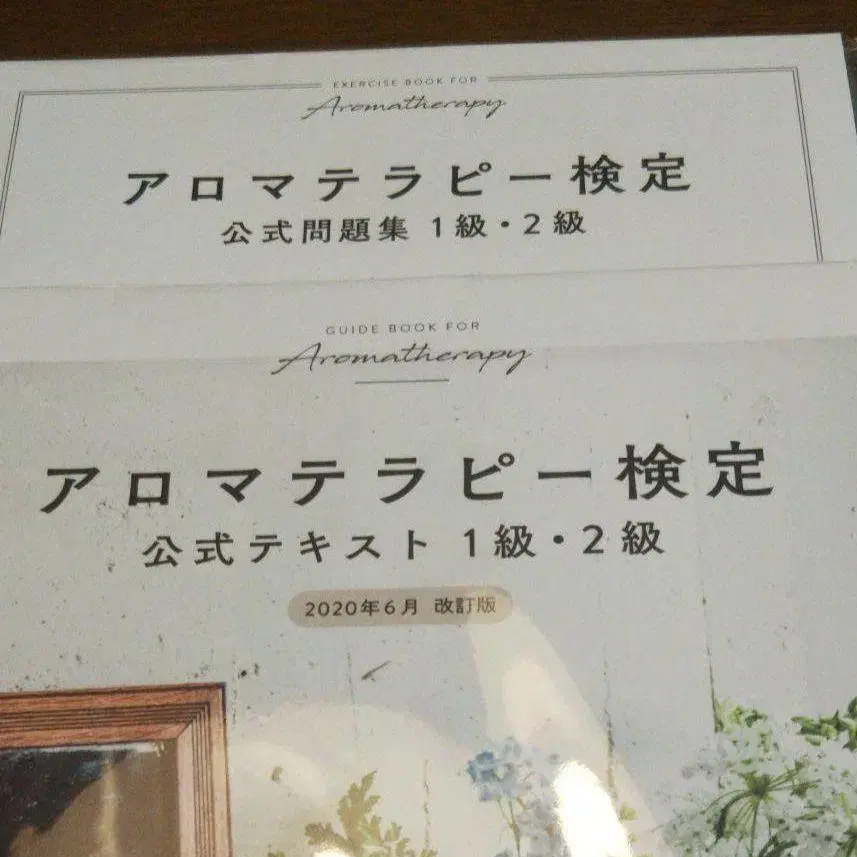 EXERCISE BOOK FOR
Aromatherapy
アロマテラピー検定
公式問題集 1級・2級
GUIDE BOOK FOR
Aromatherapy
アロマテラピー検定
公式テキスト 1級・2級
2020年6月 改訂版